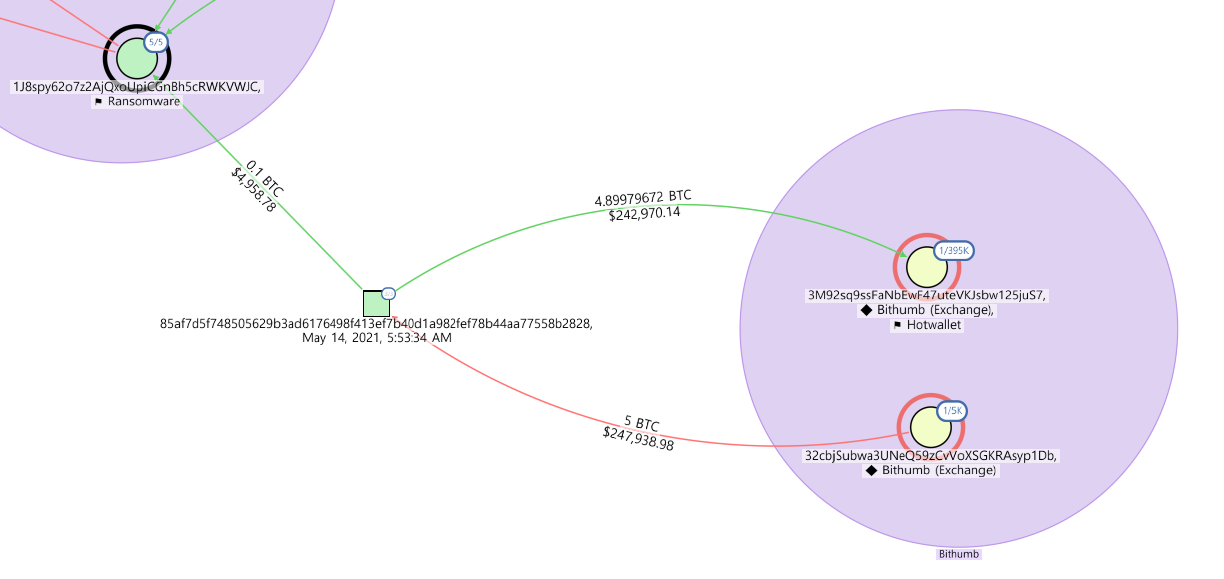 5/5
1J8spy62o7z2AjQxoUpiCGnBh5cRWKVWJC,
Ransomware
0.1 BTC
$4,958.78
4.89979672 BTC
$242,970.14
1/395K
3M92sq9ssFaNbEwF47uteVKJsbw125juS7,
Bithumb (Exchange),
Hotwallet
85af7d5f748505629b3ad6176498f413ef7b40d1a982fef78b44aa77558b2828,
May 14, 2021, 5:53:34 AM
5 BTC
$247,938.98
1/5K
32cbjSubwa3UNeQ59zCvVoXSGKRAsyp1Db,
Bithumb (Exchange)
Bithumb